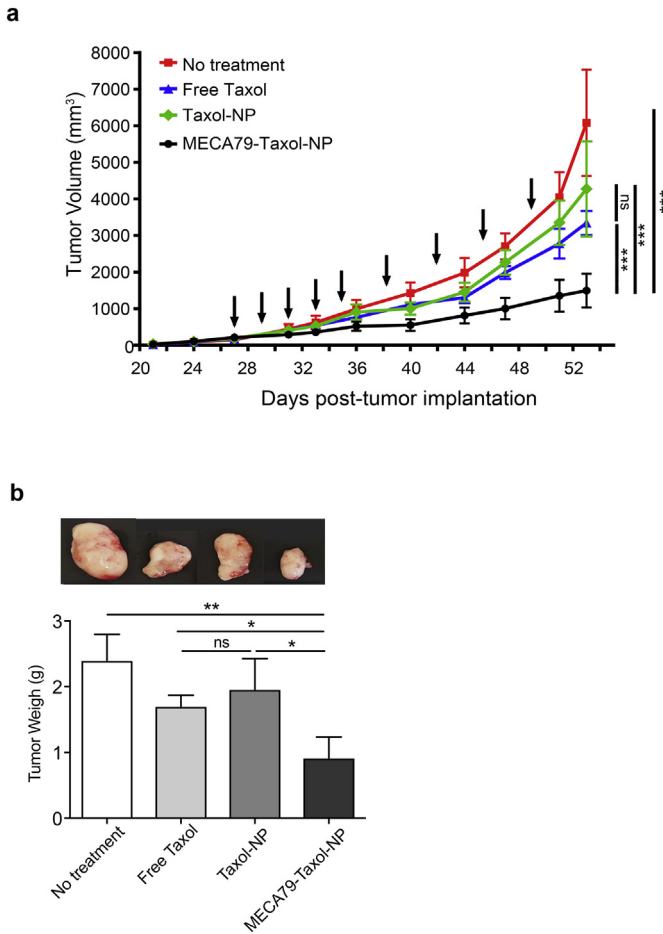 a
8000
7000
6000
5000
4000
3000
2000
1000
0
Tumor Volume (mm³)
No treatment
Free Taxol
Taxol-NP
MECA79-Taxol-NP
ns
***
***
***
20 24 28 32 36 40 44 48 52
Days post-tumor implantation
b
**
*
ns *
3
2
1
0
Tumor Weigh (g)
No treatment
Free Taxol
Taxol-NP
MECA79-Taxol-NP